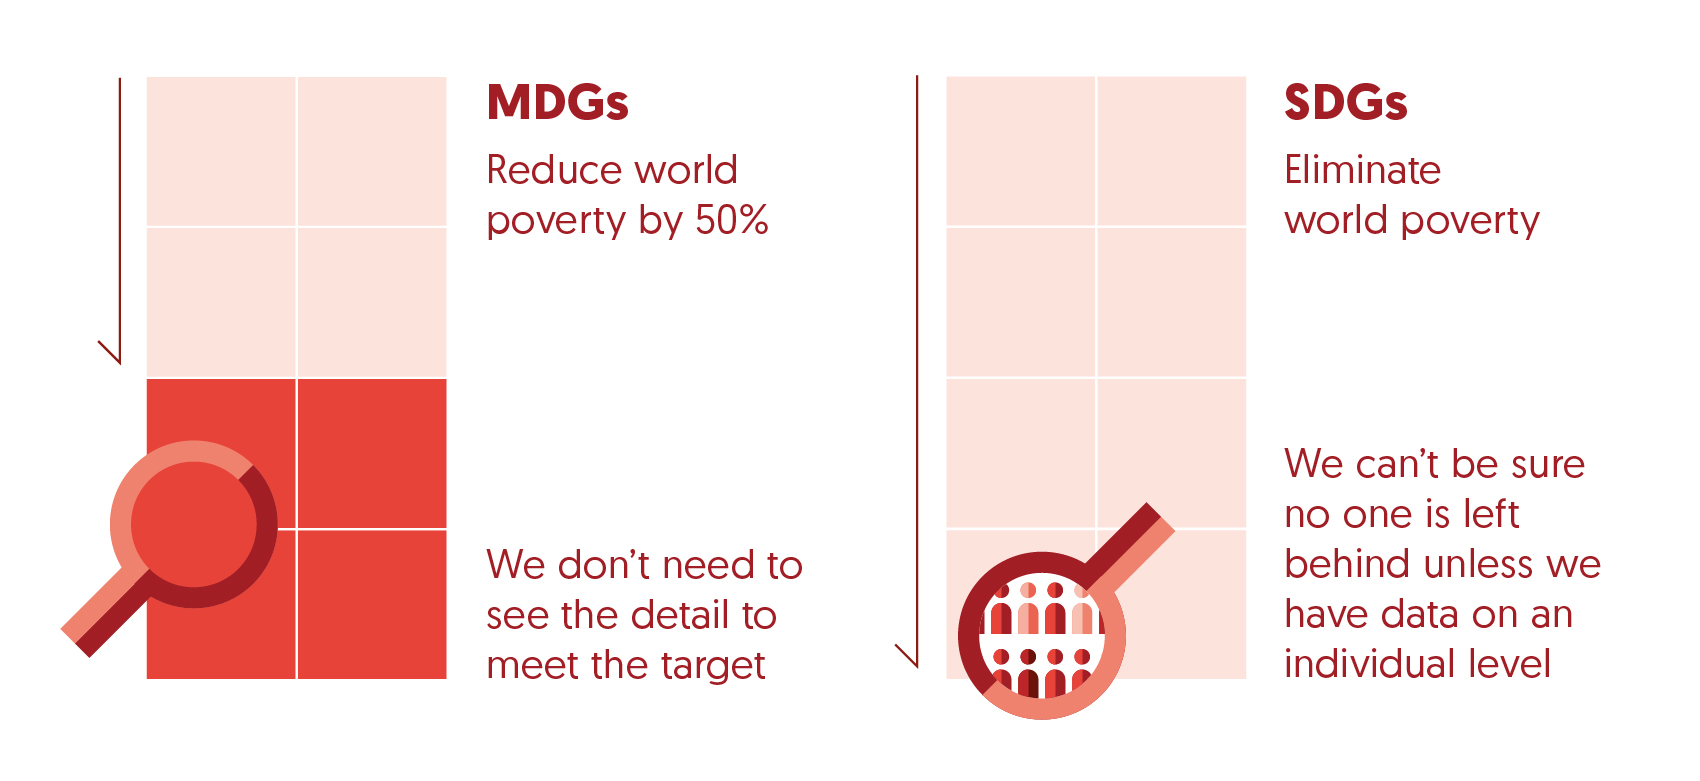 MDGs
Reduce world
poverty by 50%
We don’t need to
see the detail to
meet the target
SDGs
Eliminate
world poverty
We can’t be sure
no one is left
behind unless we
have data on an
individual level